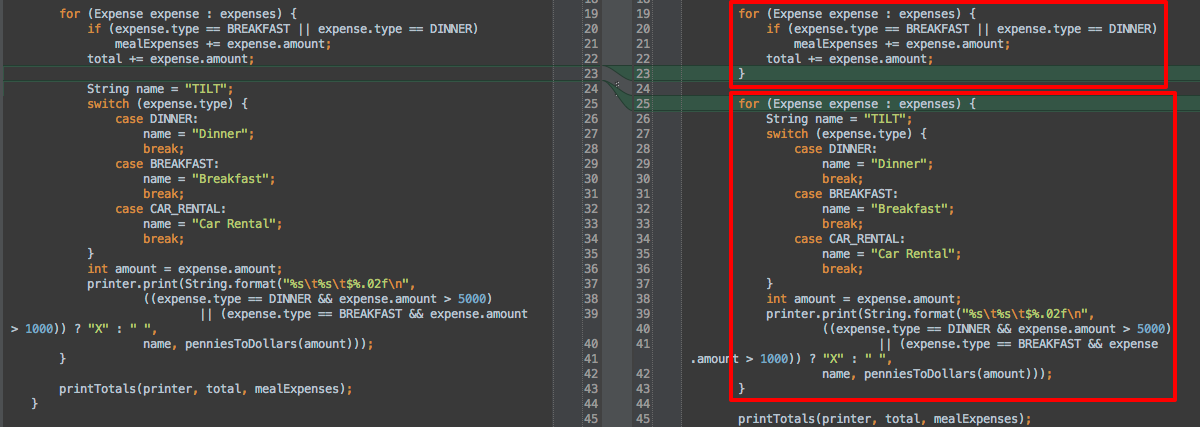 for (Expense expense : expenses) {
if (expense.type == BREAKFAST || expense.type == DINNER)
mealExpenses += expense.amount;
total += expense.amount;
String name = "TILT";
switch (expense.type) {
case DINNER:
name = "Dinner";
break;
case BREAKFAST:
name = "Breakfast";
break;
case CAR_RENTAL:
name = "Car Rental";
break;
}
int amount = expense.amount;
printer.print(String.format("%s\t%s\t$%.02f\n",
((expense.type == DINNER && expense.amount > 5000)
|| (expense.type == BREAKFAST && expense.amount
> 1000)) ? "X" : " ",
name, penniesToDollars(amount)));
}
printTotals(printer, total, mealExpenses);
}
19 19
20 20
21 21
22 22
23 23
24 24
25 25
26 26
27 27
28 28
29 29
30 30
31 31
32 32
33 33
34 34
35 35
36 36
37 37
38 38
39 39
40
40 41
41
42 42
43 43
44 44
45 45
for (Expense expense : expenses) {
if (expense.type == BREAKFAST || expense.type == DINNER)
mealExpenses += expense.amount;
total += expense.amount;
}
for (Expense expense : expenses) {
String name = "TILT";
switch (expense.type) {
case DINNER:
name = "Dinner";
break;
case BREAKFAST:
name = "Breakfast";
break;
case CAR_RENTAL:
name = "Car Rental";
break;
}
int amount = expense.amount;
printer.print(String.format("%s\t%s\t$%.02f\n",
((expense.type == DINNER && expense.amount > 5000)
|| (expense.type == BREAKFAST && expense
.amount > 1000)) ? "X" : " ",
name, penniesToDollars(amount)));
}
printTotals(printer, total, mealExpenses);